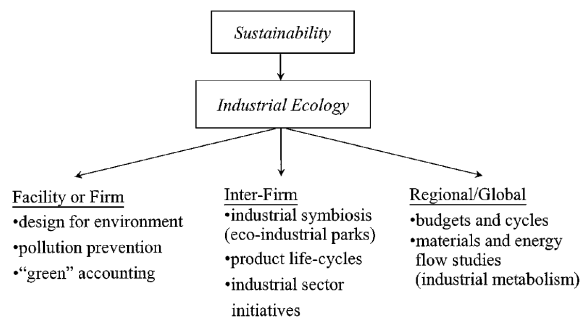 Sustainability
Industrial Ecology
Facility or Firm
•design for environment
•pollution prevention
•“green” accounting
Inter-Firm
•industrial symbiosis
(eco-industrial parks)
•product life-cycles
•industrial sector
initiatives
Regional/Global
•budgets and cycles
•materials and energy
flow studies
(industrial metabolism)